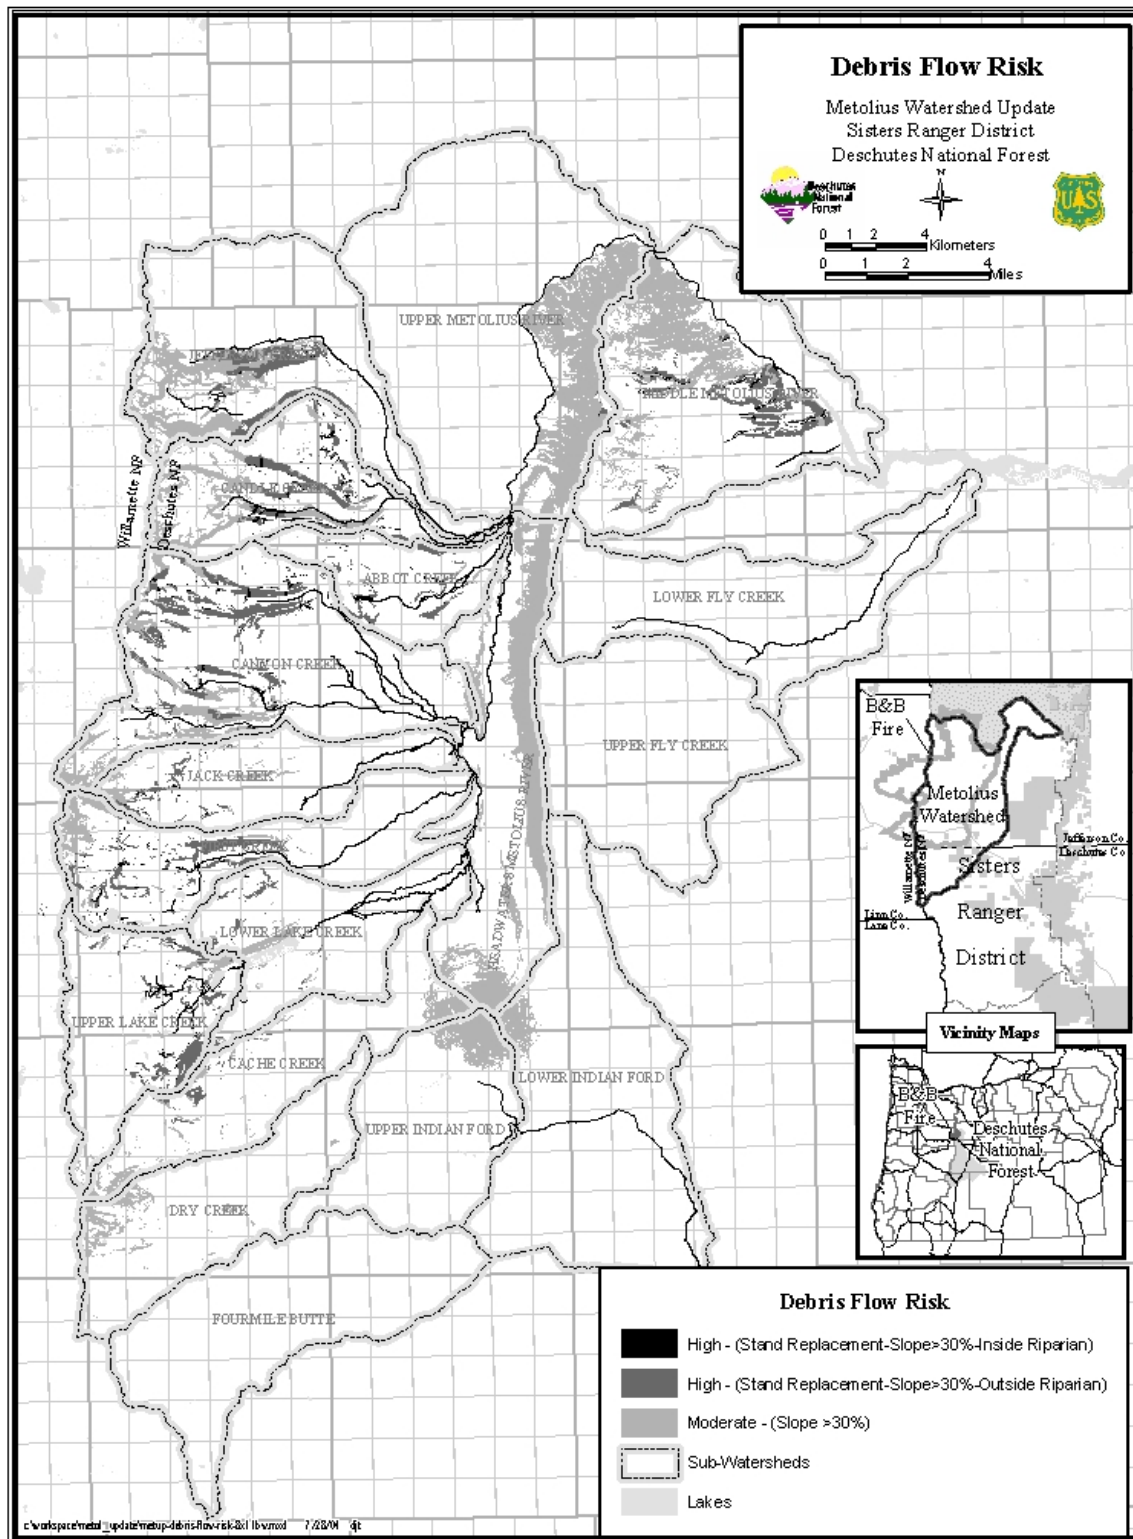 Debris Flow Risk
Metolius Watershed Update
Sisters Ranger District
Deschutes National Forest
Deschutes
National
Forest
N
UAS
0 1 2 4
Kilometers
0 1 2 4
Miles
UPPER METOLIUS RIVER
MIDDLE METOLIUS RIVER
Willamette NF
Deschutes NF
ABBOT CREEK
LOWER FLY CREEK
CANYON CREEK
UPPER FLY CREEK
JACK CREEK
HEADWATERS METOLIUS RIVER
LOWER LAKE CREEK
UPPER LAKE CREEK
CACHE CREEK
LOWER INDIAN FORD
UPPER INDIAN FORD
DRY CREEK
FOURMILE BUTTE
B&B
Fire
Metolius
Watershed
Jefferson Co.
Deschutes Co.
Willamette NF
Deschutes NF
Sisters
Linn Co.
Lane Co.
Ranger
District
Vicinity Maps
B&B
Fire
Deschutes
National
Forest
Debris Flow Risk
High - (Stand Replacement-Slope>30%-Inside Riparian)
High - (Stand Replacement-Slope>30%-Outside Riparian)
Moderate - (Slope >30%)
Sub-Watersheds
Lakes